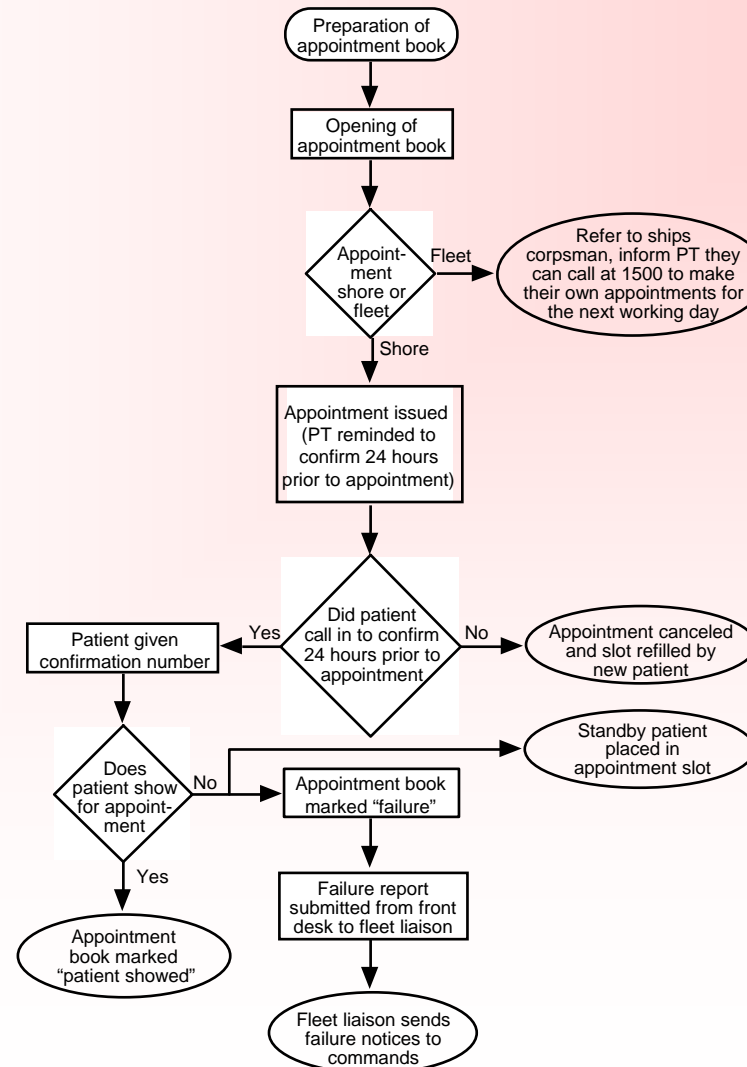 Preparation of
appointment book
Opening of
appointment book
Appoint-
ment
shore or
fleet
Fleet
Refer to ships
corpsman, inform PT they
can call at 1500 to make
their own appointments for
the next working day
Shore
Appointment issued
(PT reminded to
confirm 24 hours
prior to appointment)
Did patient
call in to confirm
24 hours prior to
appointment
Yes
No
Patient given
confirmation number
Appointment canceled
and slot refilled by
new patient
Does
patient show
for appoint-
ment
No
Standby patient
placed in
appointment slot
Appointment book
marked “failure”
Yes
Failure report
submitted from front
desk to fleet liaison
Appointment
book marked
“patient showed”
Fleet liaison sends
failure notices to
commands